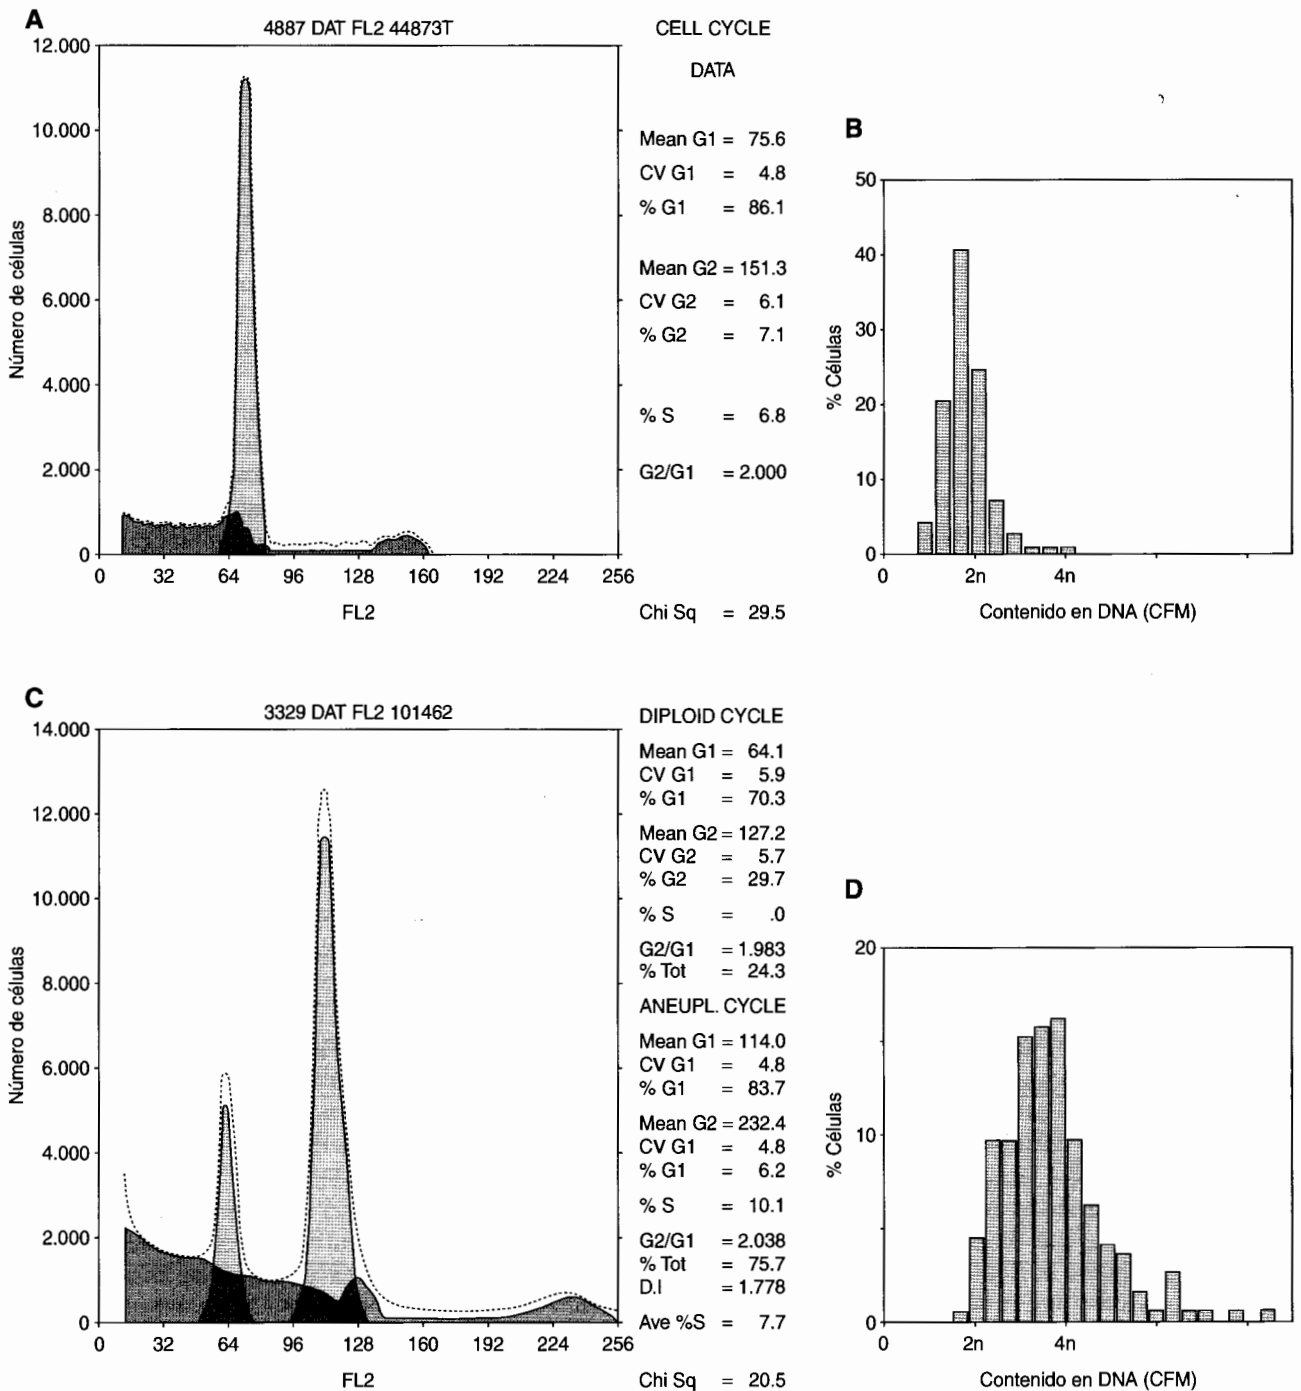 A
4887 DAT FL2 44873T
CELL CYCLE
DATA
Número de células
12.000
10.000
8.000
6.000
4.000
2.000
0
0 32 64 96 128 160 192 224 256
FL2
Mean G1 = 75.6
CV G1 = 4.8
% G1 = 86.1
Mean G2 = 151.3
CV G2 = 6.1
% G2 = 7.1
% S = 6.8
G2/G1 = 2.000
Chi Sq = 29.5
B
% Células
50
40
30
20
10
0
0 2n 4n
Contenido en DNA (CFM)
C
3329 DAT FL2 101462
Número de células
14.000
12.000
10.000
8.000
6.000
4.000
2.000
0
0 32 64 96 128 160 192 224 256
FL2
DIPLOID CYCLE
Mean G1 = 64.1
CV G1 = 5.9
% G1 = 70.3
Mean G2 = 127.2
CV G2 = 5.7
% G2 = 29.7
% S = .0
G2/G1 = 1.983
% Tot = 24.3
ANEUPL. CYCLE
Mean G1 = 114.0
CV G1 = 4.8
% G1 = 83.7
Mean G2 = 232.4
CV G1 = 4.8
% G1 = 6.2
% S = 10.1
G2/G1 = 2.038
% Tot = 75.7
D.I = 1.778
Ave %S = 7.7
Chi Sq = 20.5
D
% Células
20
10
0
0 2n 4n
Contenido en DNA (CFM)